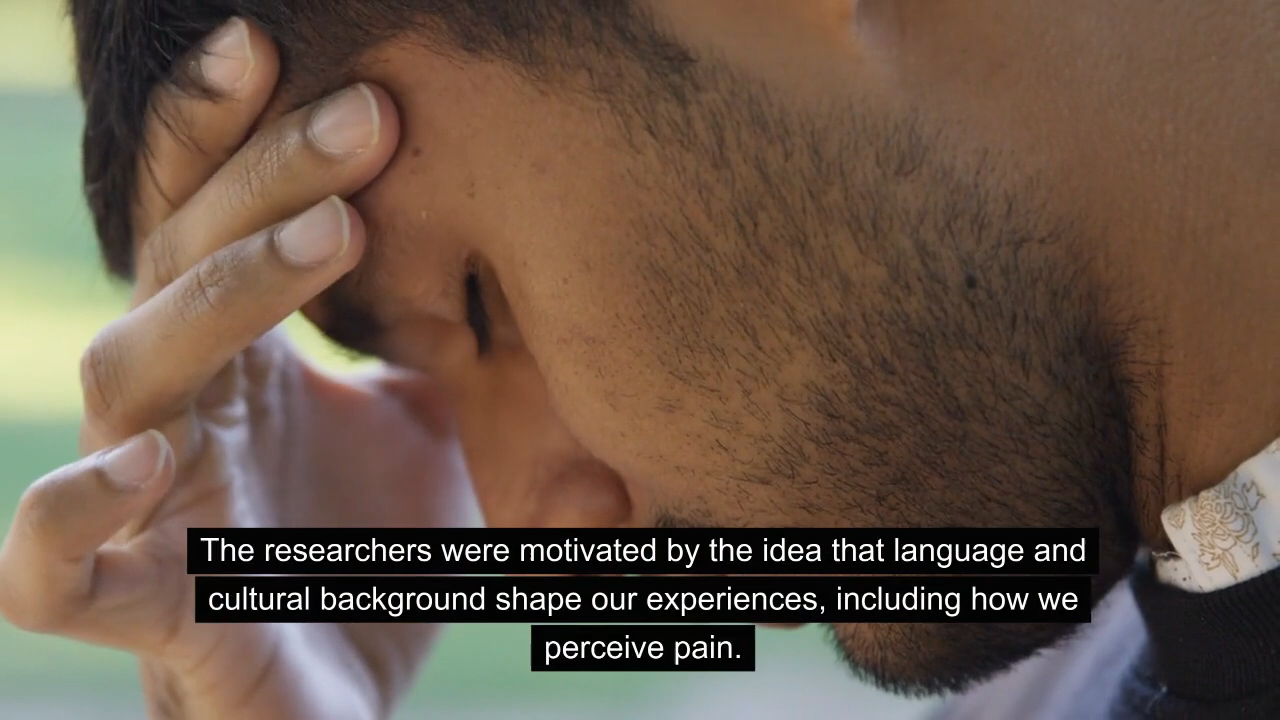 The researchers were motivated by the idea that language and
cultural background shape our experiences, including how we
perceive pain.